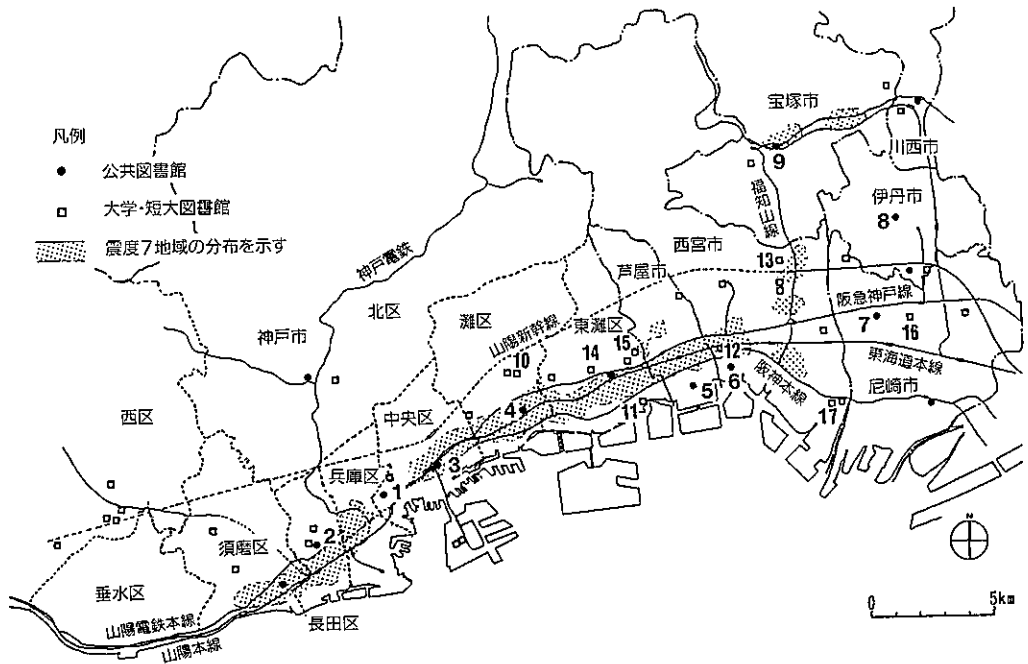 凡例
公共図書館
大学・短大図書館
震度7地域の分布を示す
宝塚市
川西市
9
伊丹市
8
福知山線
西宮市
13
8
芦屋市
神戸電鉄
北区
灘区
山陽新幹線
東灘区
阪急神戸線
7
16
神戸市
10
14
15
12
東海道本線
西区
中央区
4
11
5
6
阪神本線
尼崎市
17
兵庫区
3
1
須磨区
2
垂水区
長田区
山陽電鉄本線
山陽本線
N
0
5km